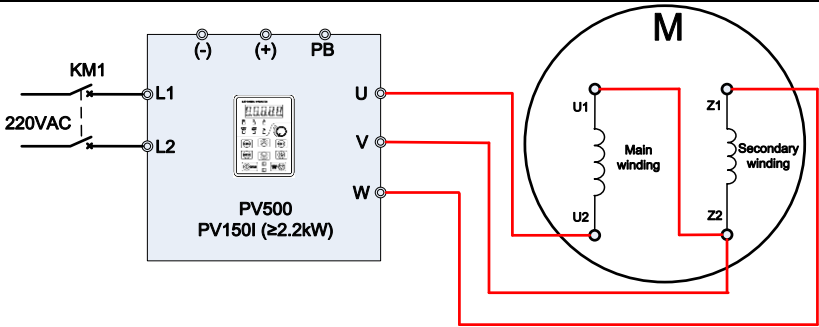 M
(-) (+) PB
KM1
L1
U
U1
Z1
220VAC
L2
V
Main
winding
Secondary
winding
W
PV500
PV150I (≥2.2kW)
U2
Z2